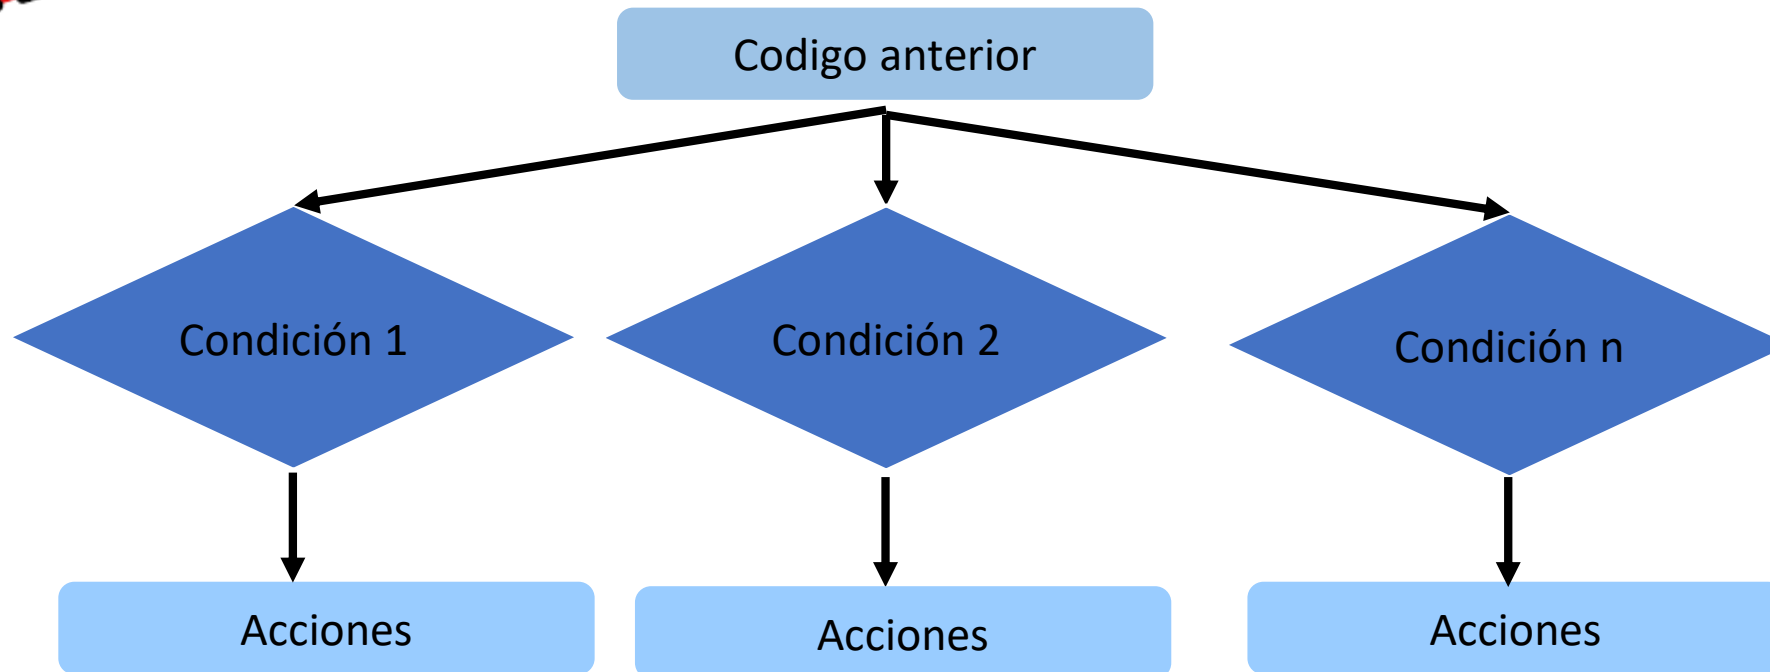 Codigo anterior
Condición 1
Condición 2
Condición n
Acciones
Acciones
Acciones